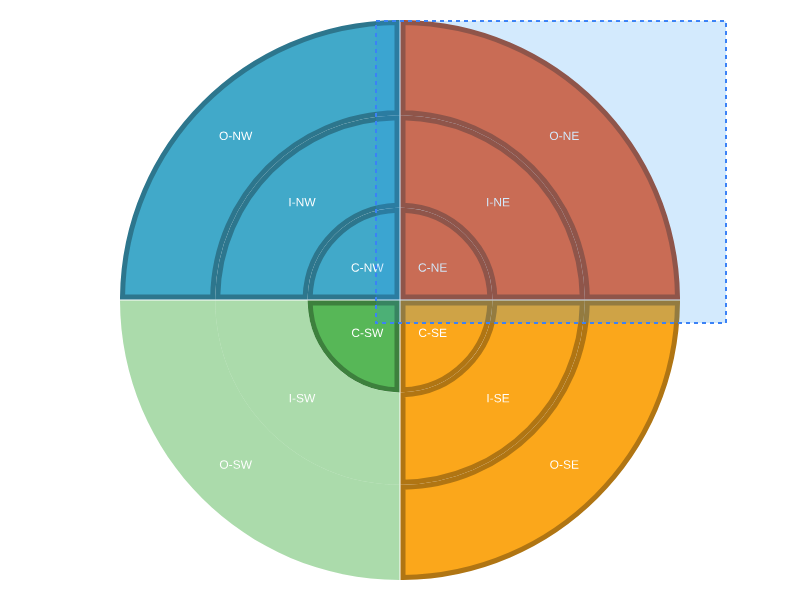 O-NW
O-NE
I-NW
I-NE
C-NW
C-NE
C-SW
C-SE
I-SW
I-SE
O-SW
O-SE